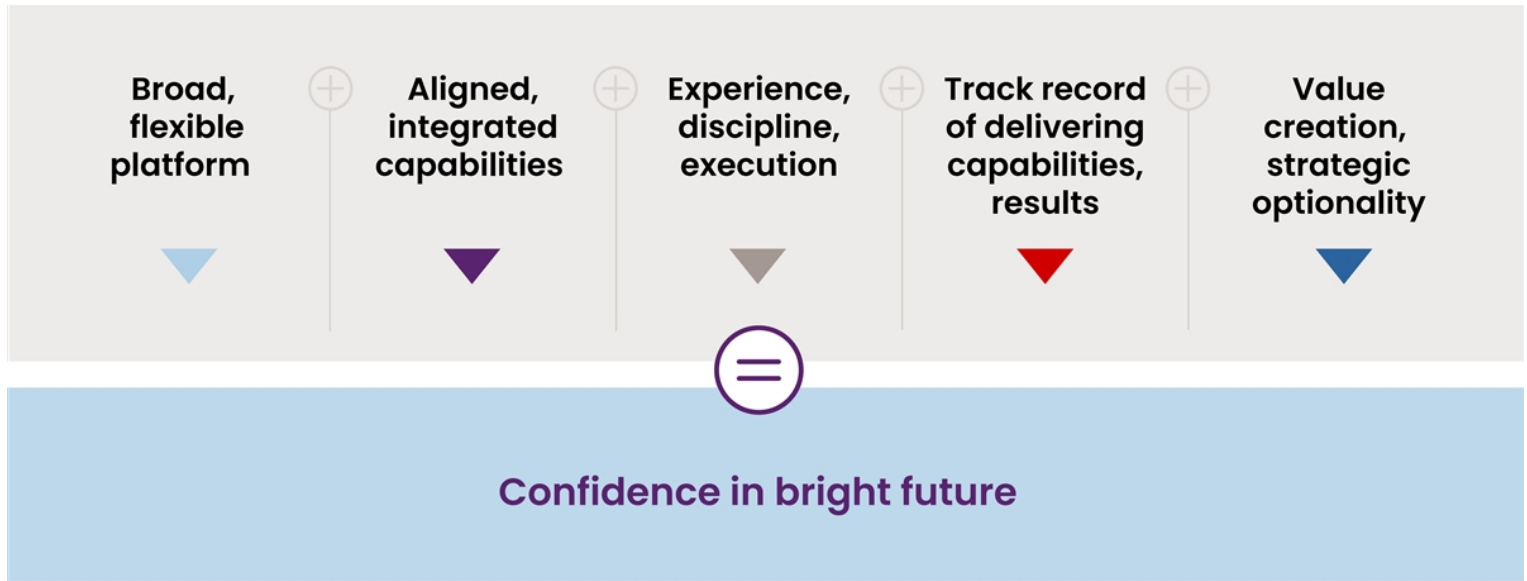 Broad,
flexible
platform
Aligned,
integrated
capabilities
Experience,
discipline,
execution
Track record
of delivering
capabilities,
results
Value
creation,
strategic
optionality
Confidence in bright future